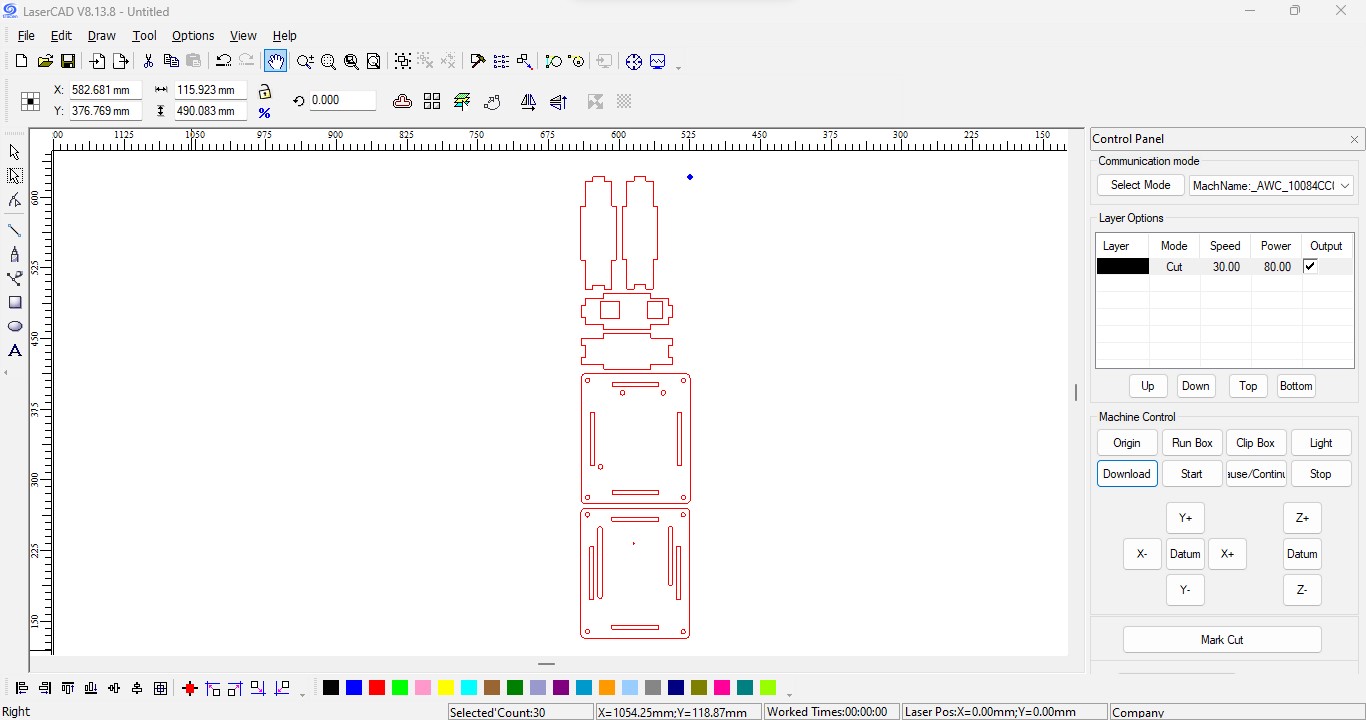 LaserCAD V8.13.8 - Untitled
File Edit Draw Tool Options View Help
X: 582.681 mm 115.923 mm
0.000
Y: 376.769 mm 490.083 mm %
00 1125 1050 975 900 825 750 675 600 525 450 375 300 225 150
600
525
450
375
300
225
150
A
Control Panel
Communication mode
Select Mode MachName:_AWC_10084CC(
Layer Options
Layer Mode Speed Power Output
Cut 30.00 80.00
Up Down Top Bottom
Machine Control
Origin Run Box Clip Box Light
Download Start ause/Continu Stop
Y+ Z+
X- Datum X+ Datum
Y- Z-
Mark Cut
Right Selected'Count:30 X=1054.25mm;Y=118.87mm Worked Times:00:00:00 Laser Pos:X=0.00mm;Y=0.00mm Company